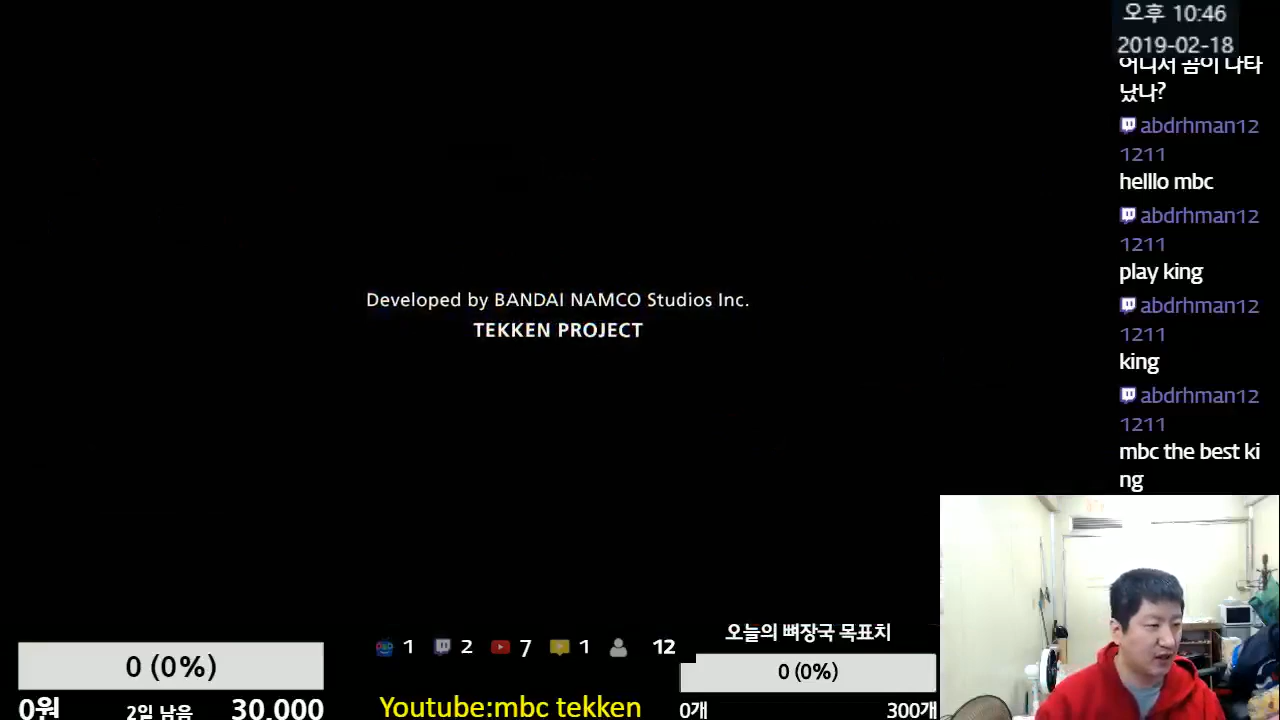 오후 10:46
2019-02-18
어디서 곰이 나타
났나?
abdrhman12
1211
helllo mbc
abdrhman12
1211
play king
abdrhman12
1211
king
abdrhman12
1211
mbc the best ki
ng
Developed by BANDAI NAMCO Studios Inc.
TEKKEN PROJECT
오늘의 뼈장국 목표치
1 2 7 1 12
0 (0%)
0 (0%)
0원 2일 남음 30,000
Youtube:mbc tekken
0개 300개